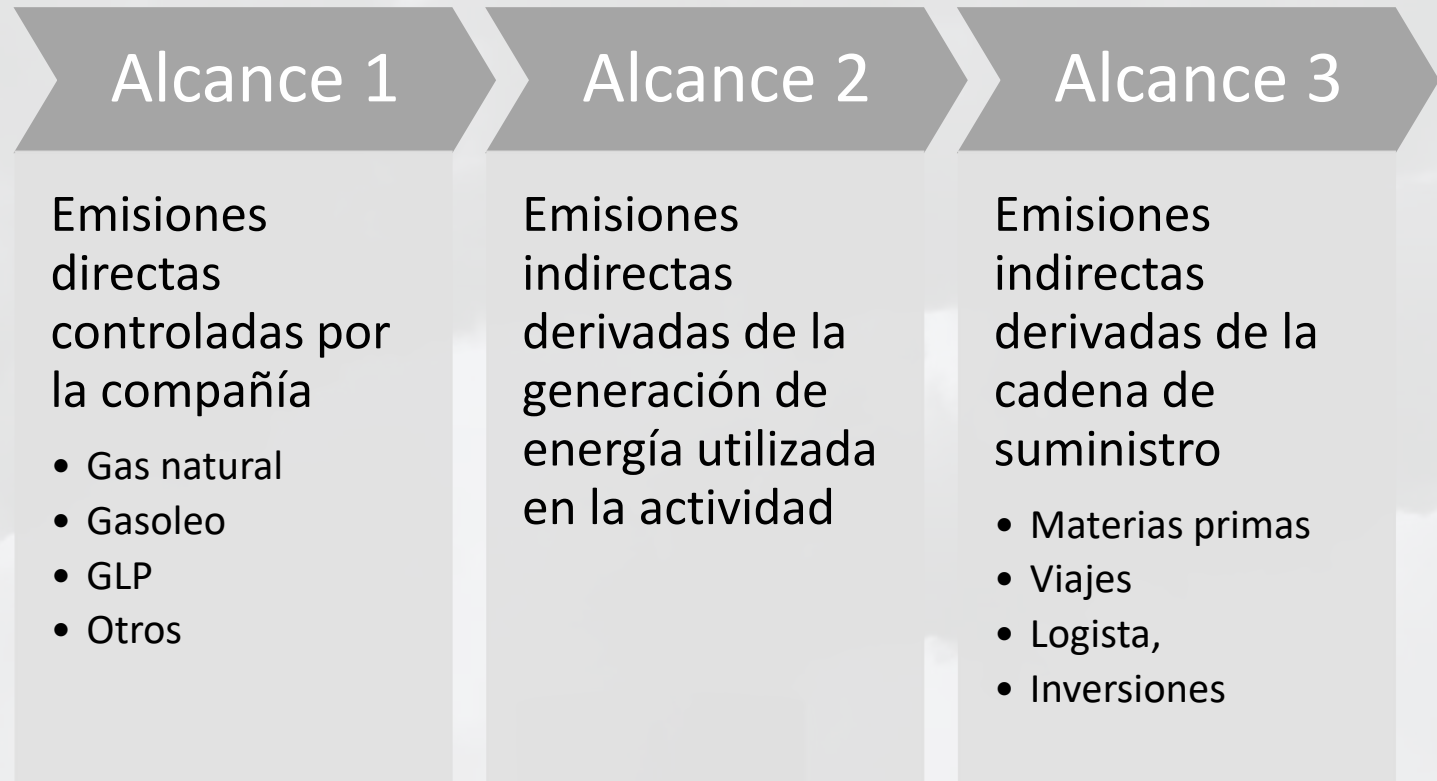 Alcance 1
Emisiones
directas
controladas por
la compañía
• Gas natural
• Gasoleo
• GLP
• Otros
Alcance 2
Emisiones
indirectas
derivadas de la
generación de
energía utilizada
en la actividad
Alcance 3
Emisiones
indirectas
derivadas de la
cadena de
suministro
• Materias primas
• Viajes
• Logista,
• Inversiones